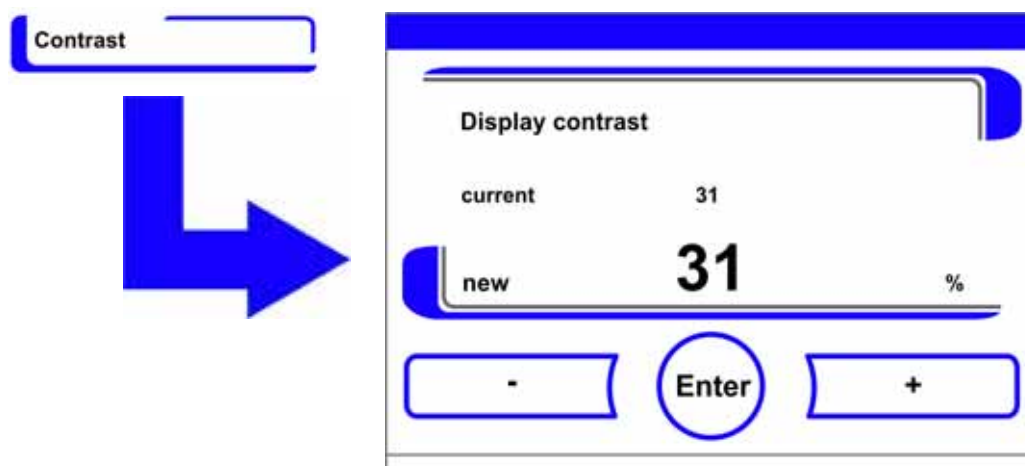 Contrast
Display contrast
current 31
new 31 %
- Enter +